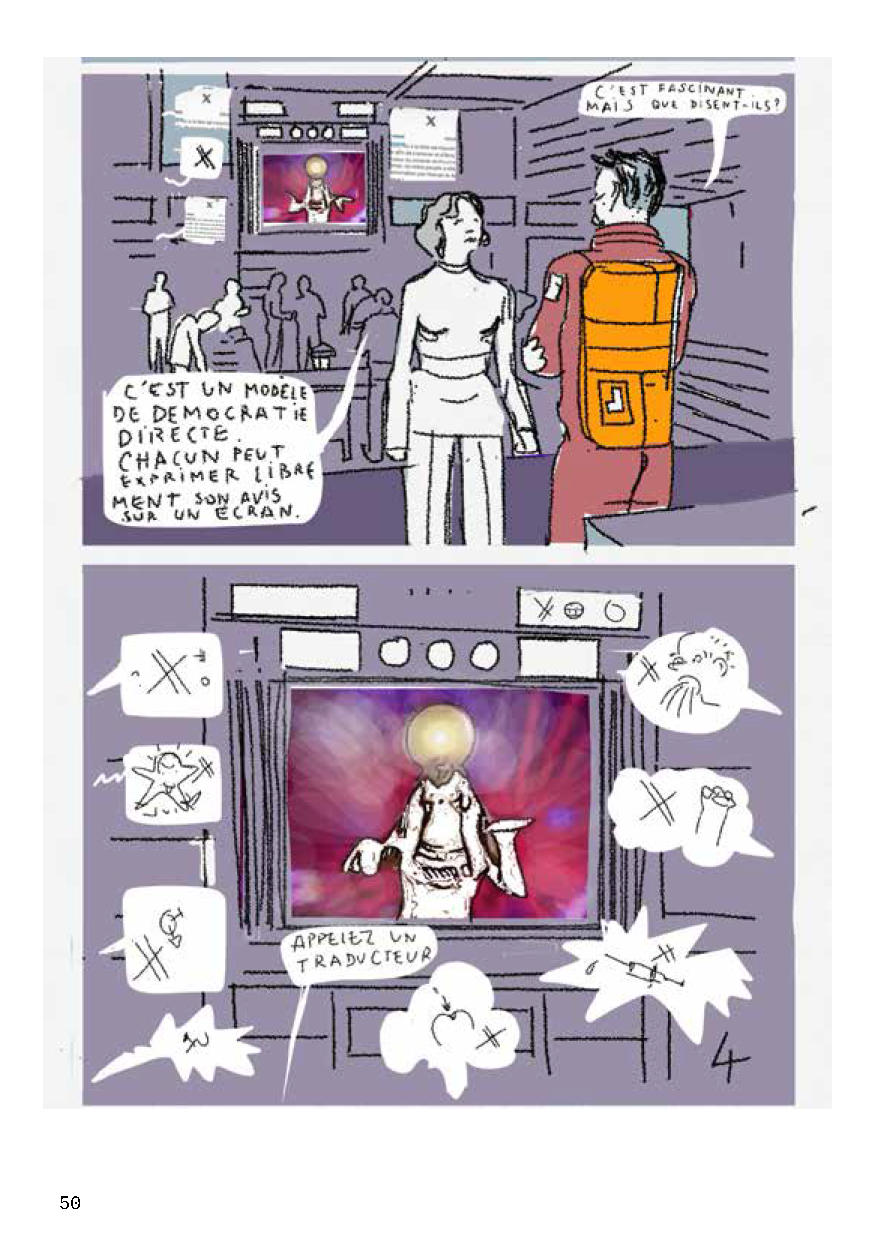 C'EST FASCINANT.
MAIS QUE DISENT-ILS?
C'EST UN MODÈLE
DE DEMOCRATIE
DIRECTE.
CHACUN PEUT
EXPRIMER LIBRE
MENT SON AVIS
SUR UN ÉCRAN.
APPELEZ UN
TRADUCTEUR
4
50